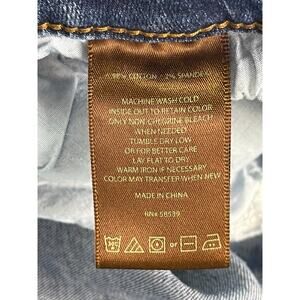 98% COTTON · 2% SPANDEX
MACHINE WASH COLD
INSIDE OUT TO RETAIN COLOR
ONLY NON-CHLORINE BLEACH
WHEN NEEDED
TUMBLE DRY LOW
OR FOR BETTER CARE
LAY FLAT TO DRY
WARM IRON IF NECESSARY
COLOR MAY TRANSFER WHEN NEW
MADE IN CHINA
RN# 58539
or